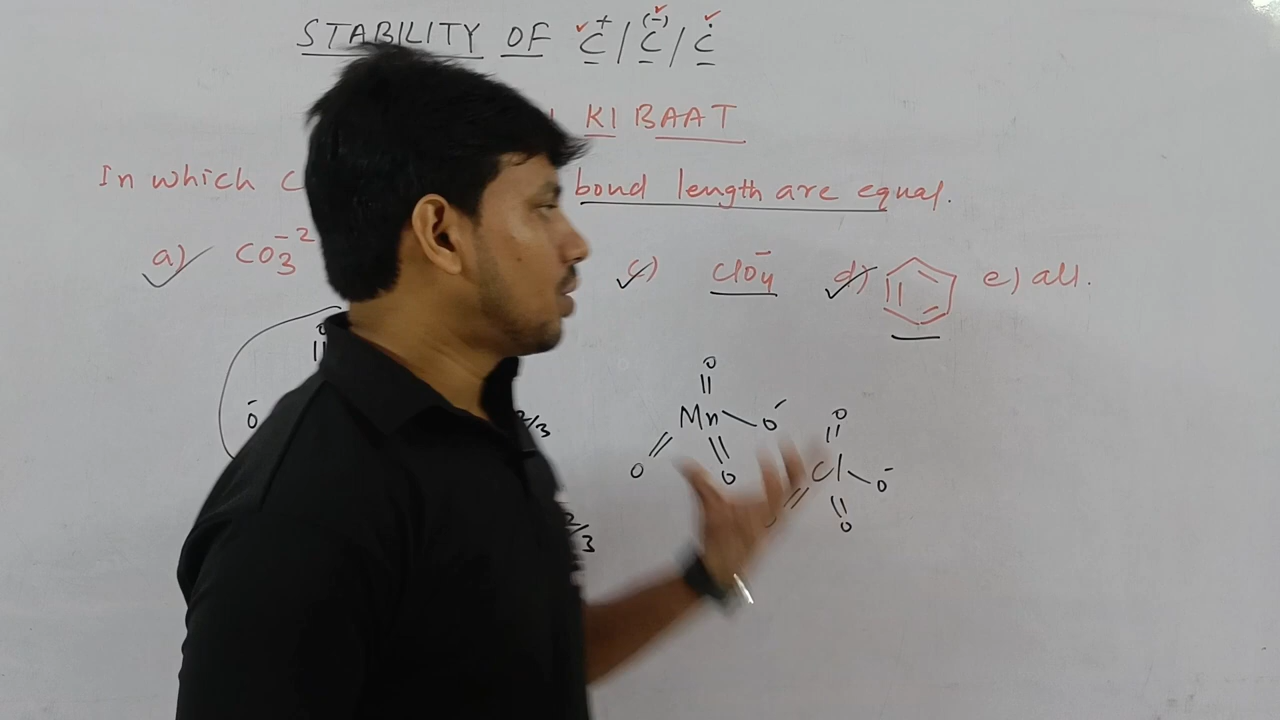 STABILITY OF C⁺ / C(-) / Ċ
KI BAAT
In which bond length are equal.
a) CO₃⁻² c) ClO₄⁻ d) e) all.
O
O
O⁻
O
Mn
O⁻
2/3
O
Cl
O⁻
O
O
O
2/3